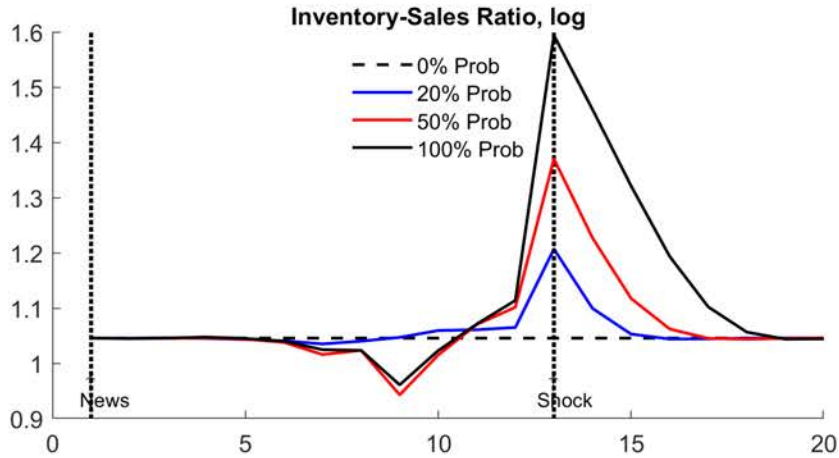 Inventory-Sales Ratio, log
1.6
1.5
1.4
1.3
1.2
1.1
1
0.9
0% Prob
20% Prob
50% Prob
100% Prob
News
Shock
0
5
10
15
20